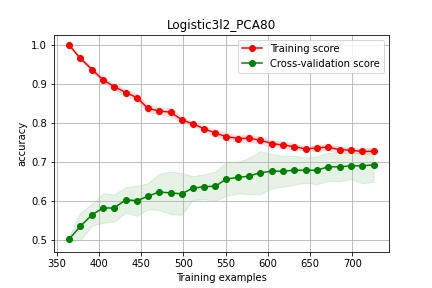 Logistic3l2_PCA80
1.0
0.9
0.8
0.7
0.6
0.5
accuracy
Training score
Cross-validation score
350 400 450 500 550 600 650 700
Training examples